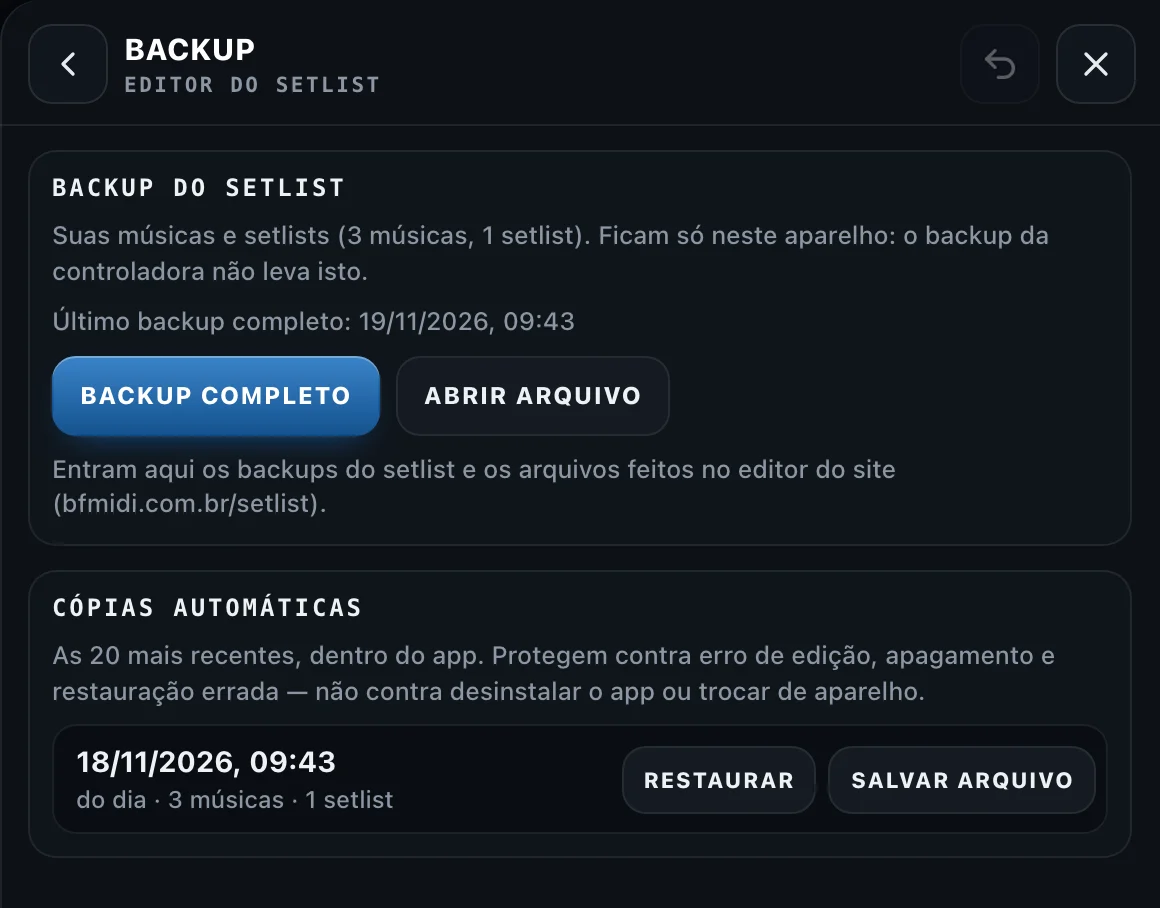 BACKUP
EDITOR DO SETLIST
BACKUP DO SETLIST
Suas músicas e setlists (3 músicas, 1 setlist). Ficam só neste aparelho: o backup da
controladora não leva isto.
Último backup completo: 19/11/2026, 09:43
BACKUP COMPLETO
ABRIR ARQUIVO
Entram aqui os backups do setlist e os arquivos feitos no editor do site
(bfmidi.com.br/setlist).
CÓPIAS AUTOMÁTICAS
As 20 mais recentes, dentro do app. Protegem contra erro de edição, apagamento e
restauração errada — não contra desinstalar o app ou trocar de aparelho.
18/11/2026, 09:43
do dia · 3 músicas · 1 setlist
RESTAURAR
SALVAR ARQUIVO